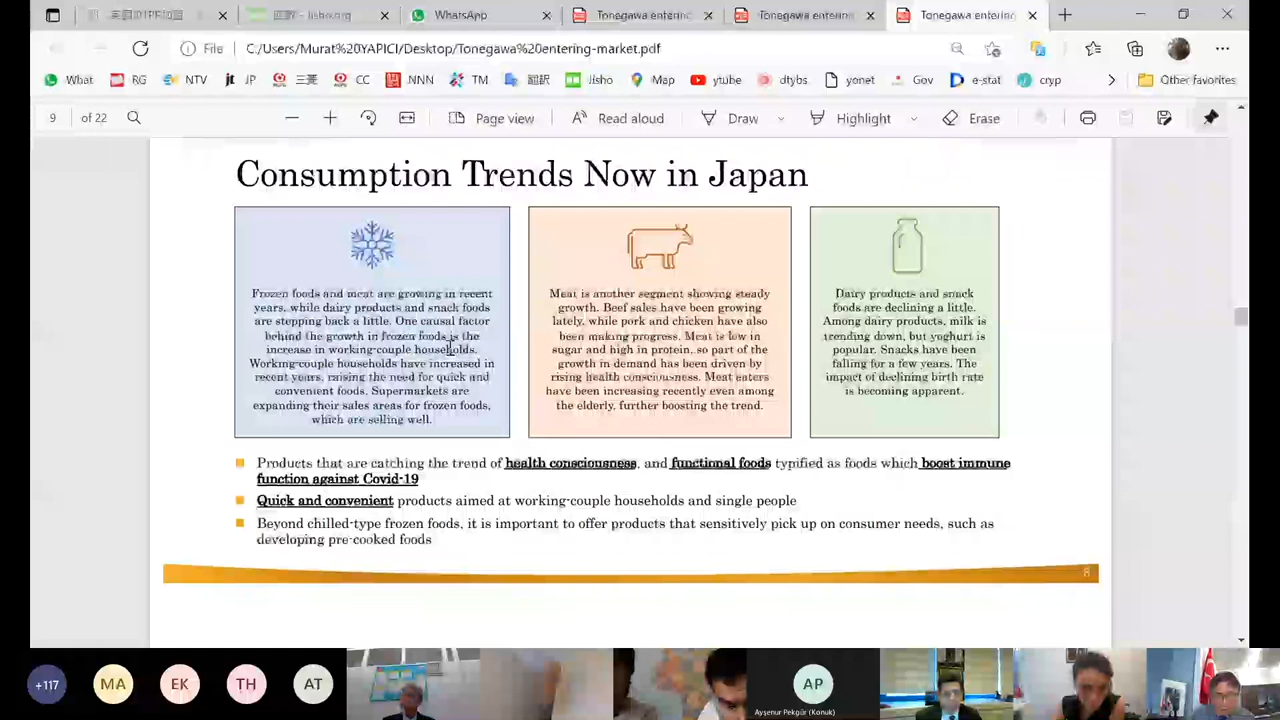 WhatsApp
Tonegawa entering
Tonegawa entering
Tonegawa entering
File
C:/Users/Murat%20YAPICI/Desktop/Tonegawa%20entering-market.pdf
What
RG
NTV
JP
三菱
CC
NNN
TM
翻訳
Jisho
Map
ytube
dtybs
yonet
Gov
e-stat
cryp
Other favorites
9 of 22
Page view
Read aloud
Draw
Highlight
Erase
Consumption Trends Now in Japan
Frozen foods and meat are growing in recent
years, while dairy products and snack foods
are stepping back a little. One causal factor
behind the growth in frozen foods is the
increase in working-couple households.
Working-couple households have increased in
recent years, raising the need for quick and
convenient foods. Supermarkets are
expanding their sales areas for frozen foods,
which are selling well.
Meat is another segment showing steady
growth. Beef sales have been growing
lately, while pork and chicken have also
been making progress. Meat is low in
sugar and high in protein, so part of the
growth in demand has been driven by
rising health consciousness. Meat eaters
have been increasing recently even among
the elderly, further boosting the trend.
Dairy products and snack
foods are declining a little.
Among dairy products, milk is
trending down, but yoghurt is
popular. Snacks have been
falling for a few years. The
impact of declining birth rate
is becoming apparent.
Products that are catching the trend of health consciousness, and functional foods typified as foods which boost immune
function against Covid-19
Quick and convenient products aimed at working-couple households and single people
Beyond chilled-type frozen foods, it is important to offer products that sensitively pick up on consumer needs, such as
developing pre-cooked foods
+117
MA
EK
TH
AT
AP
Ayşenur Pekgür (Konuk)